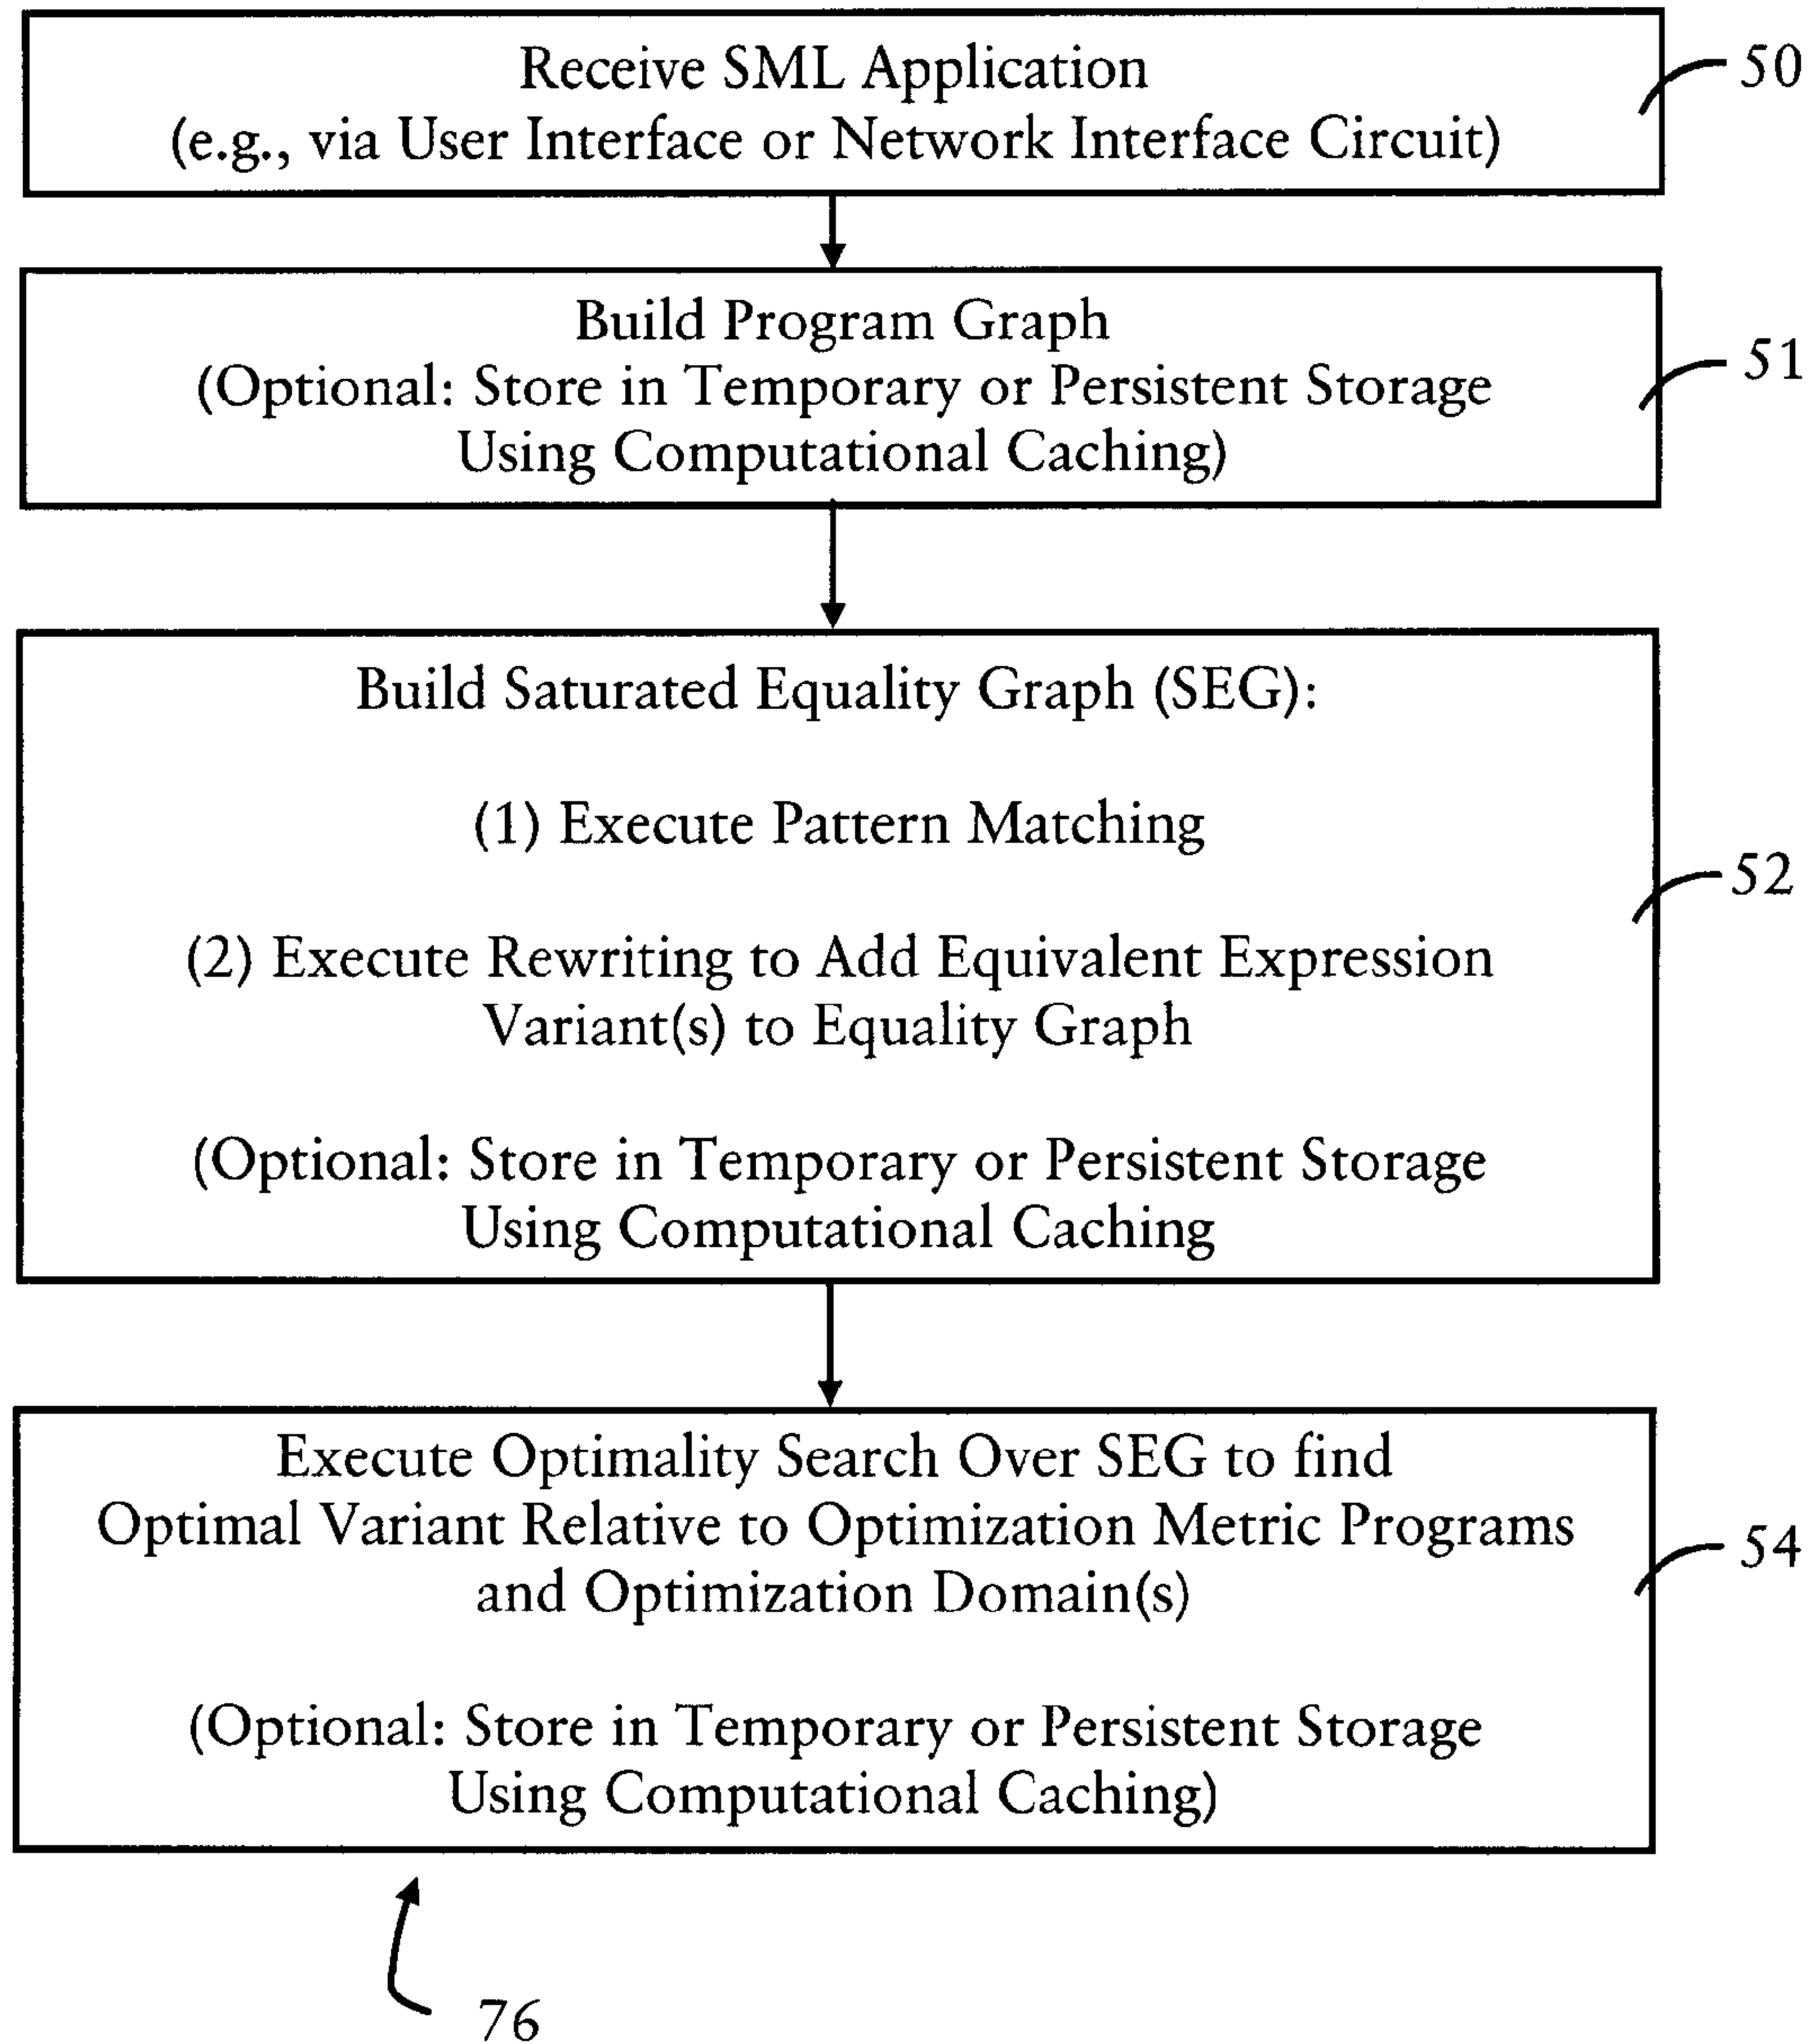 Receive SML Application
(e.g., via User Interface or Network Interface Circuit)
50
Build Program Graph
(Optional: Store in Temporary or Persistent Storage
Using Computational Caching)
51
Build Saturated Equality Graph (SEG):
(1) Execute Pattern Matching
(2) Execute Rewriting to Add Equivalent Expression
Variant(s) to Equality Graph
(Optional: Store in Temporary or Persistent Storage
Using Computational Caching
52
Execute Optimality Search Over SEG to find
Optimal Variant Relative to Optimization Metric Programs
and Optimization Domain(s)
(Optional: Store in Temporary or Persistent Storage
Using Computational Caching)
54
76